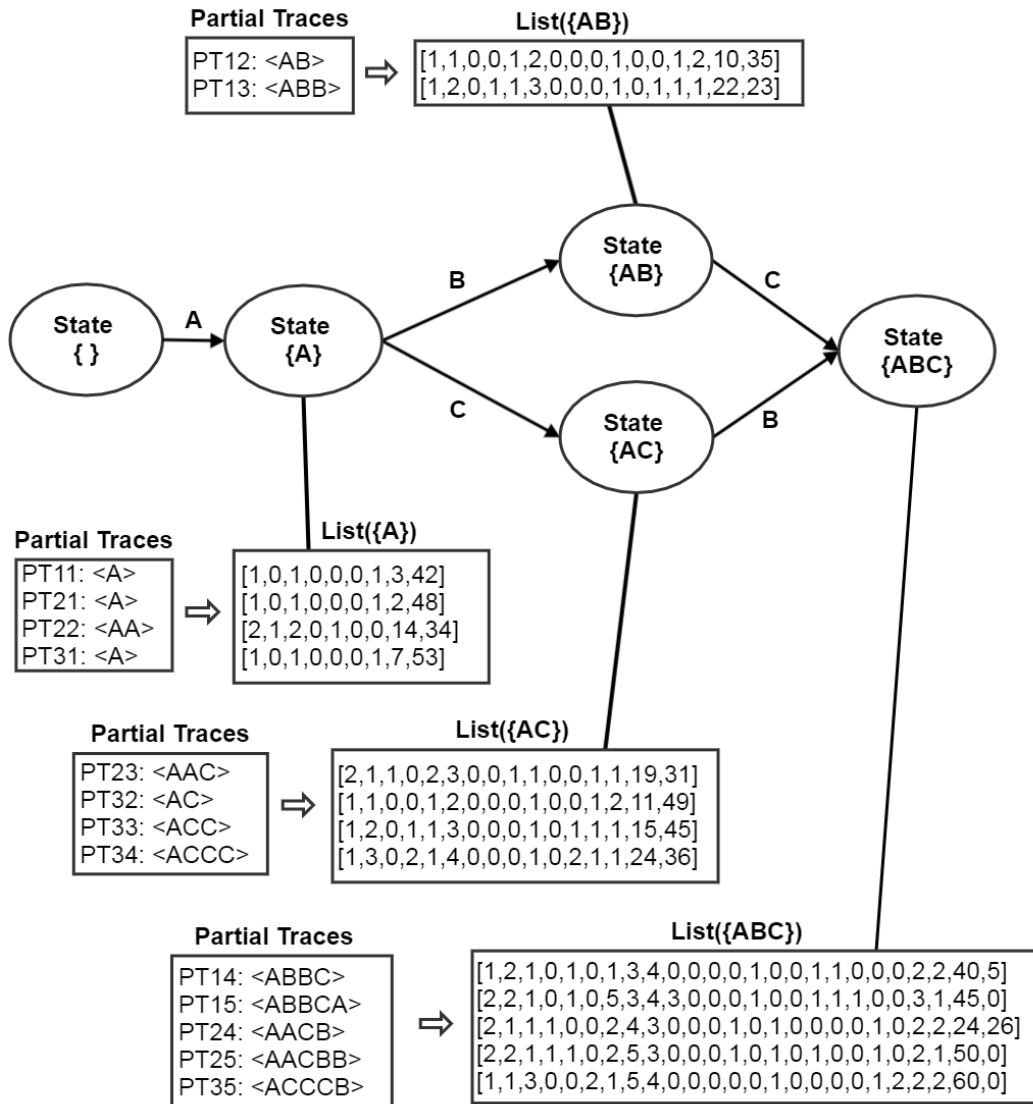 Partial Traces
List({AB})
PT12: <AB>
PT13: <ABB>
[1,1,0,0,1,2,0,0,0,1,0,0,1,2,10,35]
[1,2,0,1,1,3,0,0,0,1,0,1,1,1,22,23]
State
{ }
A
State
{A}
B
C
State
{AB}
State
{AC}
C
B
State
{ABC}
Partial Traces
List({A})
PT11: <A>
PT21: <A>
PT22: <AA>
PT31: <A>
[1,0,1,0,0,0,1,3,42]
[1,0,1,0,0,0,1,2,48]
[2,1,2,0,1,0,0,14,34]
[1,0,1,0,0,0,1,7,53]
Partial Traces
List({AC})
PT23: <AAC>
PT32: <AC>
PT33: <ACC>
PT34: <ACCC>
[2,1,1,0,2,3,0,0,1,1,0,0,1,1,19,31]
[1,1,0,0,1,2,0,0,0,1,0,0,1,2,11,49]
[1,2,0,1,1,3,0,0,0,1,0,1,1,1,15,45]
[1,3,0,2,1,4,0,0,0,1,0,2,1,1,24,36]
Partial Traces
List({ABC})
PT14: <ABBC>
PT15: <ABBCA>
PT24: <AACB>
PT25: <AACBB>
PT35: <ACCCB>
[1,2,1,0,1,0,1,3,4,0,0,0,0,1,0,0,1,1,0,0,0,2,2,40,5]
[2,2,1,0,1,0,5,3,4,3,0,0,0,1,0,0,1,1,1,0,0,3,1,45,0]
[2,1,1,1,0,0,2,4,3,0,0,0,1,0,1,0,0,0,0,1,0,2,2,24,26]
[2,2,1,1,1,0,2,5,3,0,0,0,1,0,1,0,1,0,0,1,0,2,1,50,0]
[1,1,3,0,0,2,1,5,4,0,0,0,0,0,1,0,0,0,0,1,2,2,2,60,0]